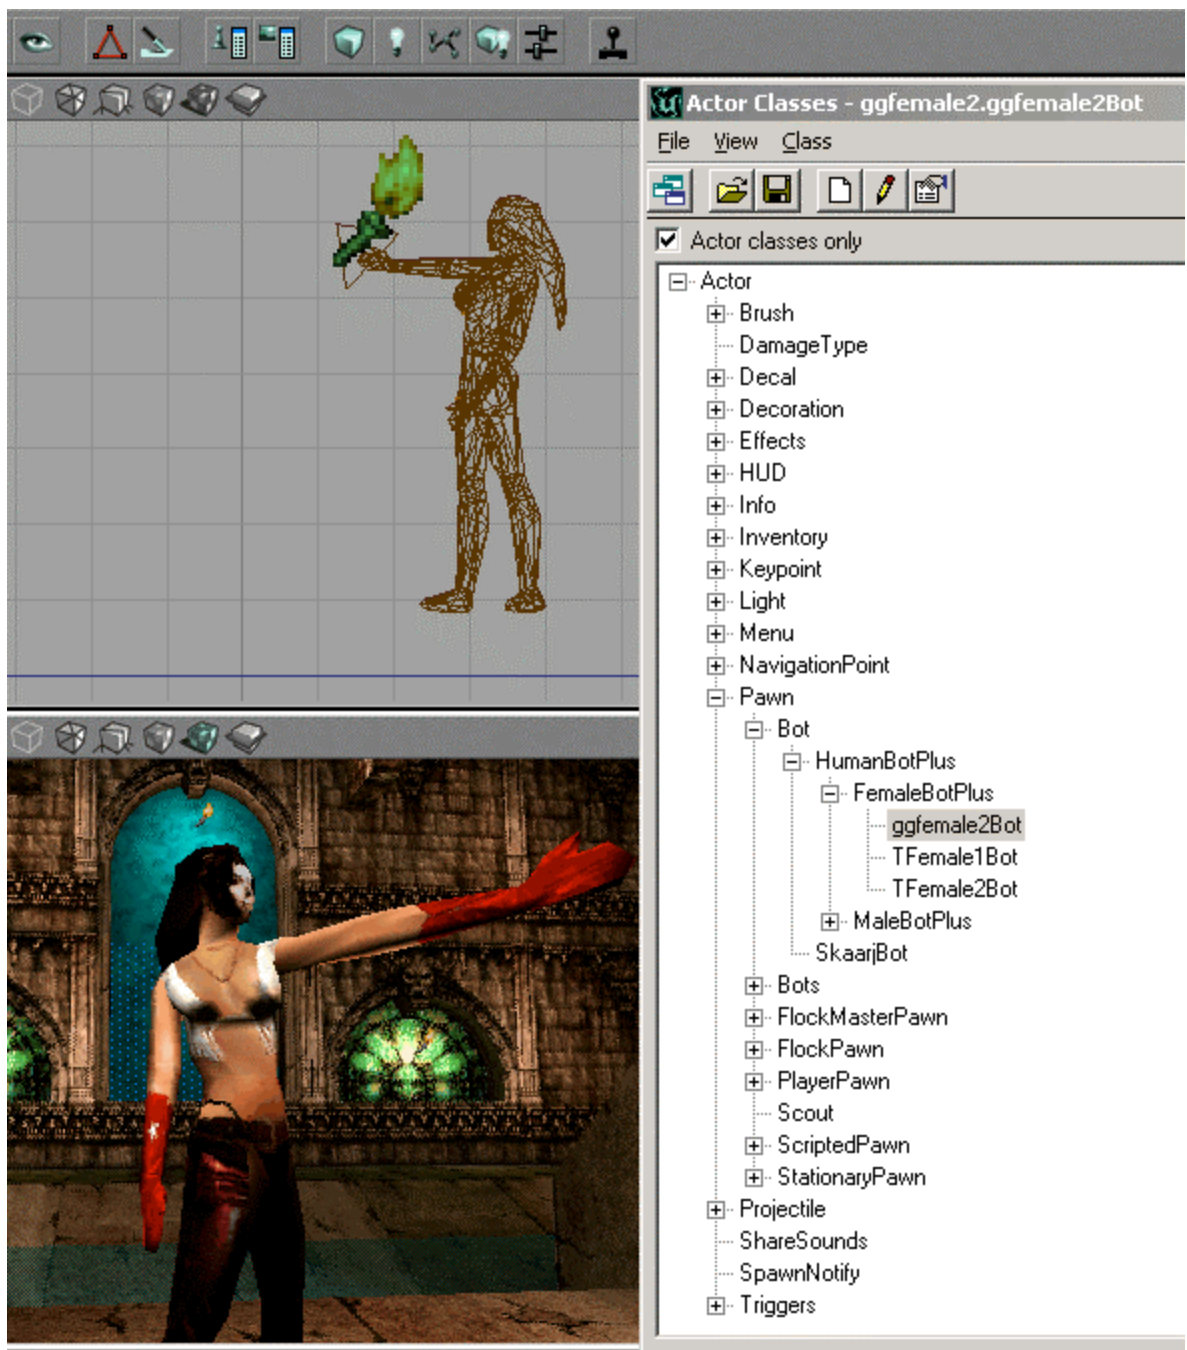 Actor Classes - ggfemale2.ggfemale2Bot
File View Class
Actor classes only
Actor
Brush
DamageType
Decal
Decoration
Effects
HUD
Info
Inventory
Keypoint
Light
Menu
NavigationPoint
Pawn
Bot
HumanBotPlus
FemaleBotPlus
ggfemale2Bot
TFemale1Bot
TFemale2Bot
MaleBotPlus
SkaarjBot
Bots
FlockMasterPawn
FlockPawn
PlayerPawn
Scout
ScriptedPawn
StationaryPawn
Projectile
ShareSounds
SpawnNotify
Triggers